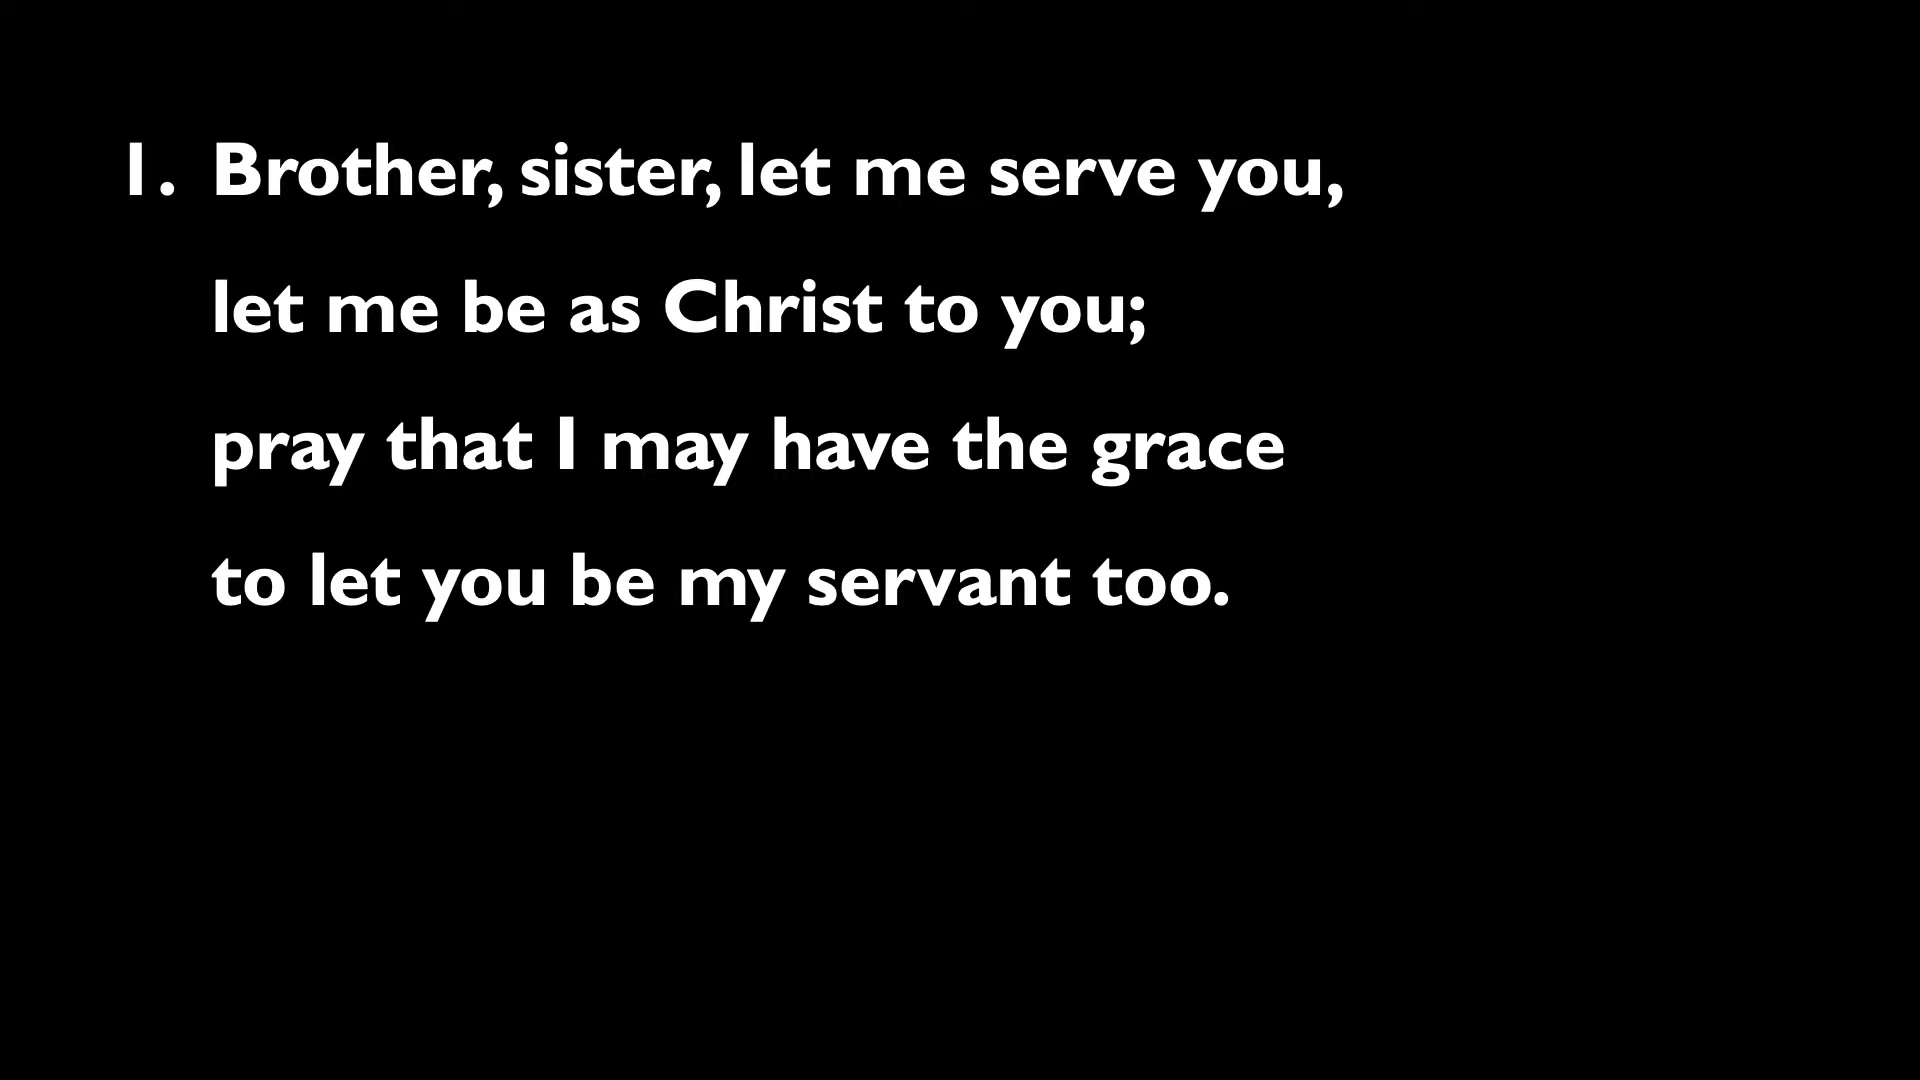 1. Brother, sister, let me serve you,
let me be as Christ to you;
pray that I may have the grace
to let you be my servant too.